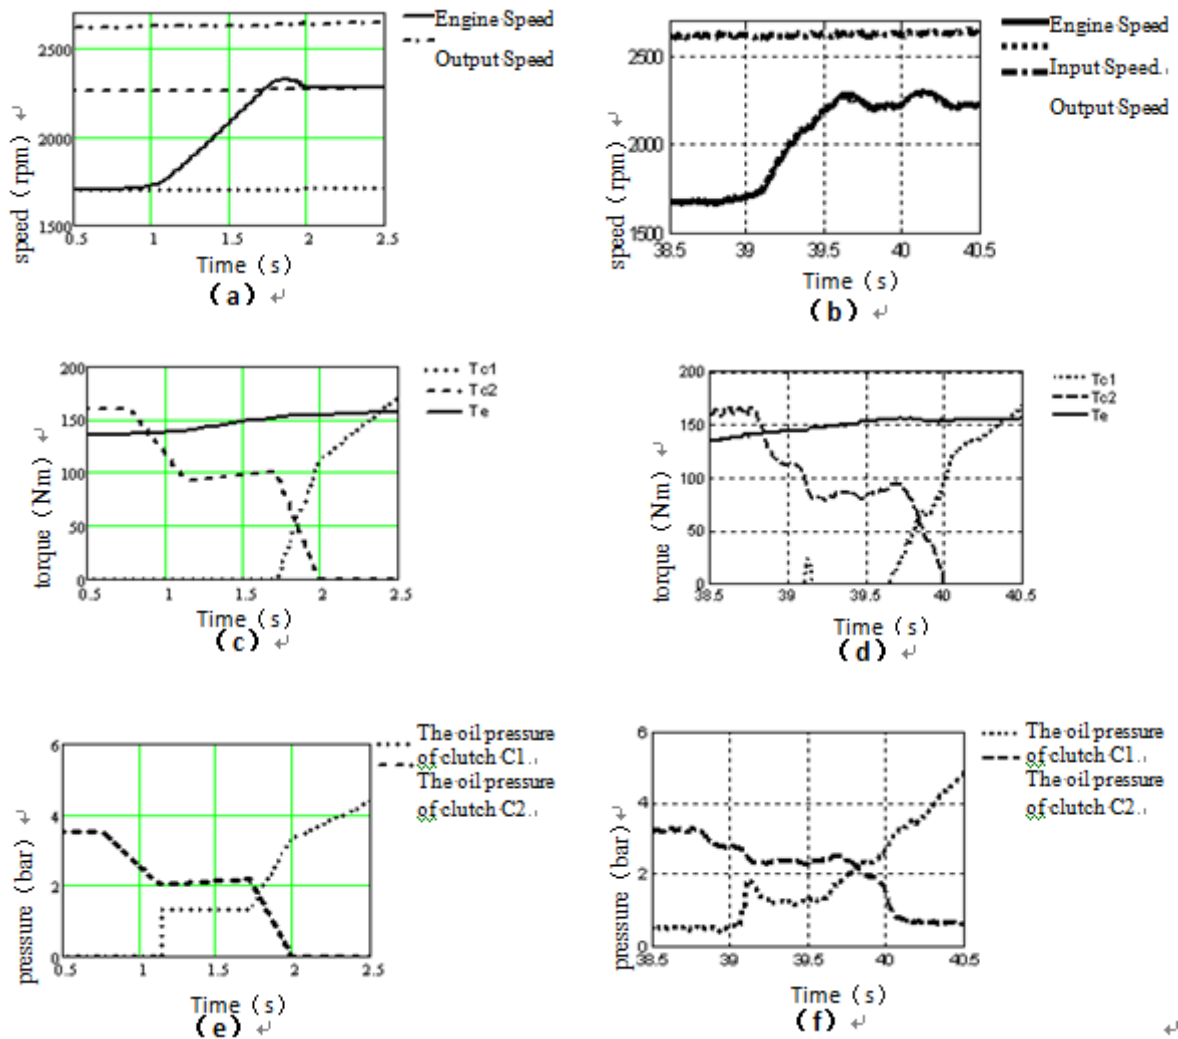 2500
2000
1500
0.5 1 1.5 2 2.5
speed（rpm）
Time（s）
（a）
Engine Speed
Output Speed
2500
2000
1500
38.5 39 39.5 40 40.5
speed（rpm）
Time（s）
（b）
Engine Speed
Input Speed
Output Speed
200
150
100
50
0
0.5 1 1.5 2 2.5
torque（Nm）
Time（s）
（c）
Tc1
Tc2
Te
200
150
100
50
0
38.5 39 39.5 40 40.5
torque（Nm）
Time（s）
（d）
Tc1
Tc2
Te
6
4
2
0
0.5 1 1.5 2 2.5
pressure（bar）
Time（s）
（e）
The oil pressure
of clutch C1.
The oil pressure
of clutch C2.
6
4
2
0
38.5 39 39.5 40 40.5
pressure（bar）
Time（s）
（f）
The oil pressure
of clutch C1.
The oil pressure
of clutch C2.